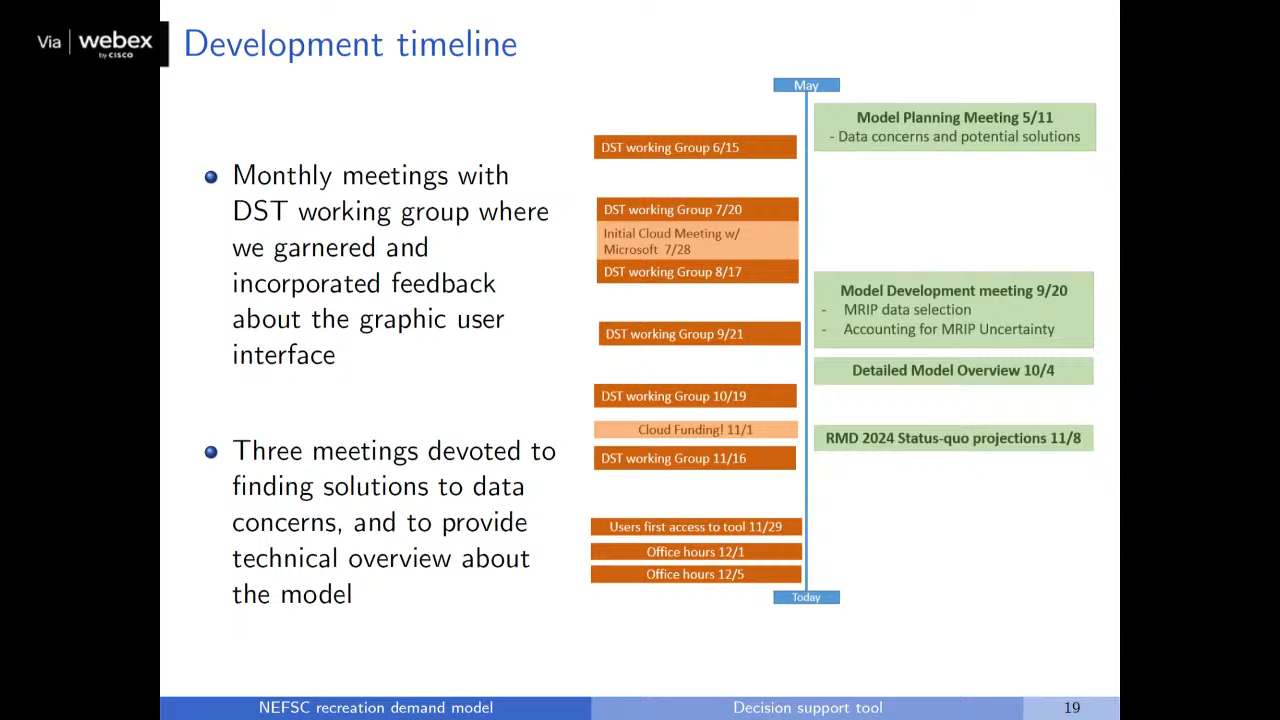 Via webex
by CISCO
Development timeline
Monthly meetings with
DST working group where
we garnered and
incorporated feedback
about the graphic user
interface
Three meetings devoted to
finding solutions to data
concerns, and to provide
technical overview about
the model
May
Model Planning Meeting 5/11
- Data concerns and potential solutions
DST working Group 6/15
DST working Group 7/20
Initial Cloud Meeting w/
Microsoft 7/28
DST working Group 8/17
Model Development meeting 9/20
- MRIP data selection
- Accounting for MRIP Uncertainty
DST working Group 9/21
Detailed Model Overview 10/4
DST working Group 10/19
Cloud Funding! 11/1
RMD 2024 Status-quo projections 11/8
DST working Group 11/16
Users first access to tool 11/29
Office hours 12/1
Office hours 12/5
Today
NEFSC recreation demand model
Decision support tool
19